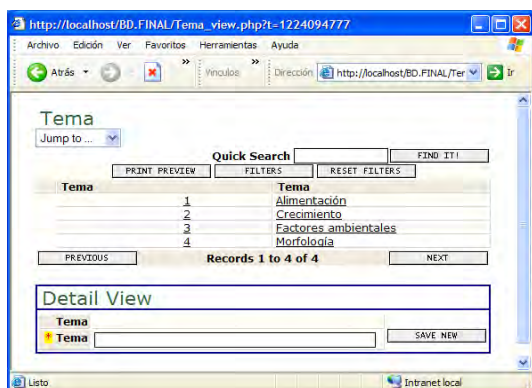 http://localhost/BD.FINAL/Tema_view.php?t=1224094777
Archivo Edición Ver Favoritos Herramientas Ayuda
Atrás » Vínculos » Dirección http://localhost/BD.FINAL/Ter Ir
Tema
Jump to ...
Quick Search FIND IT!
PRINT PREVIEW FILTERS RESET FILTERS
Tema Tema
1 Alimentación
2 Crecimiento
3 Factores ambientales
4 Morfología
PREVIOUS Records 1 to 4 of 4 NEXT
Detail View
Tema
* Tema SAVE NEW
Listo Intranet local